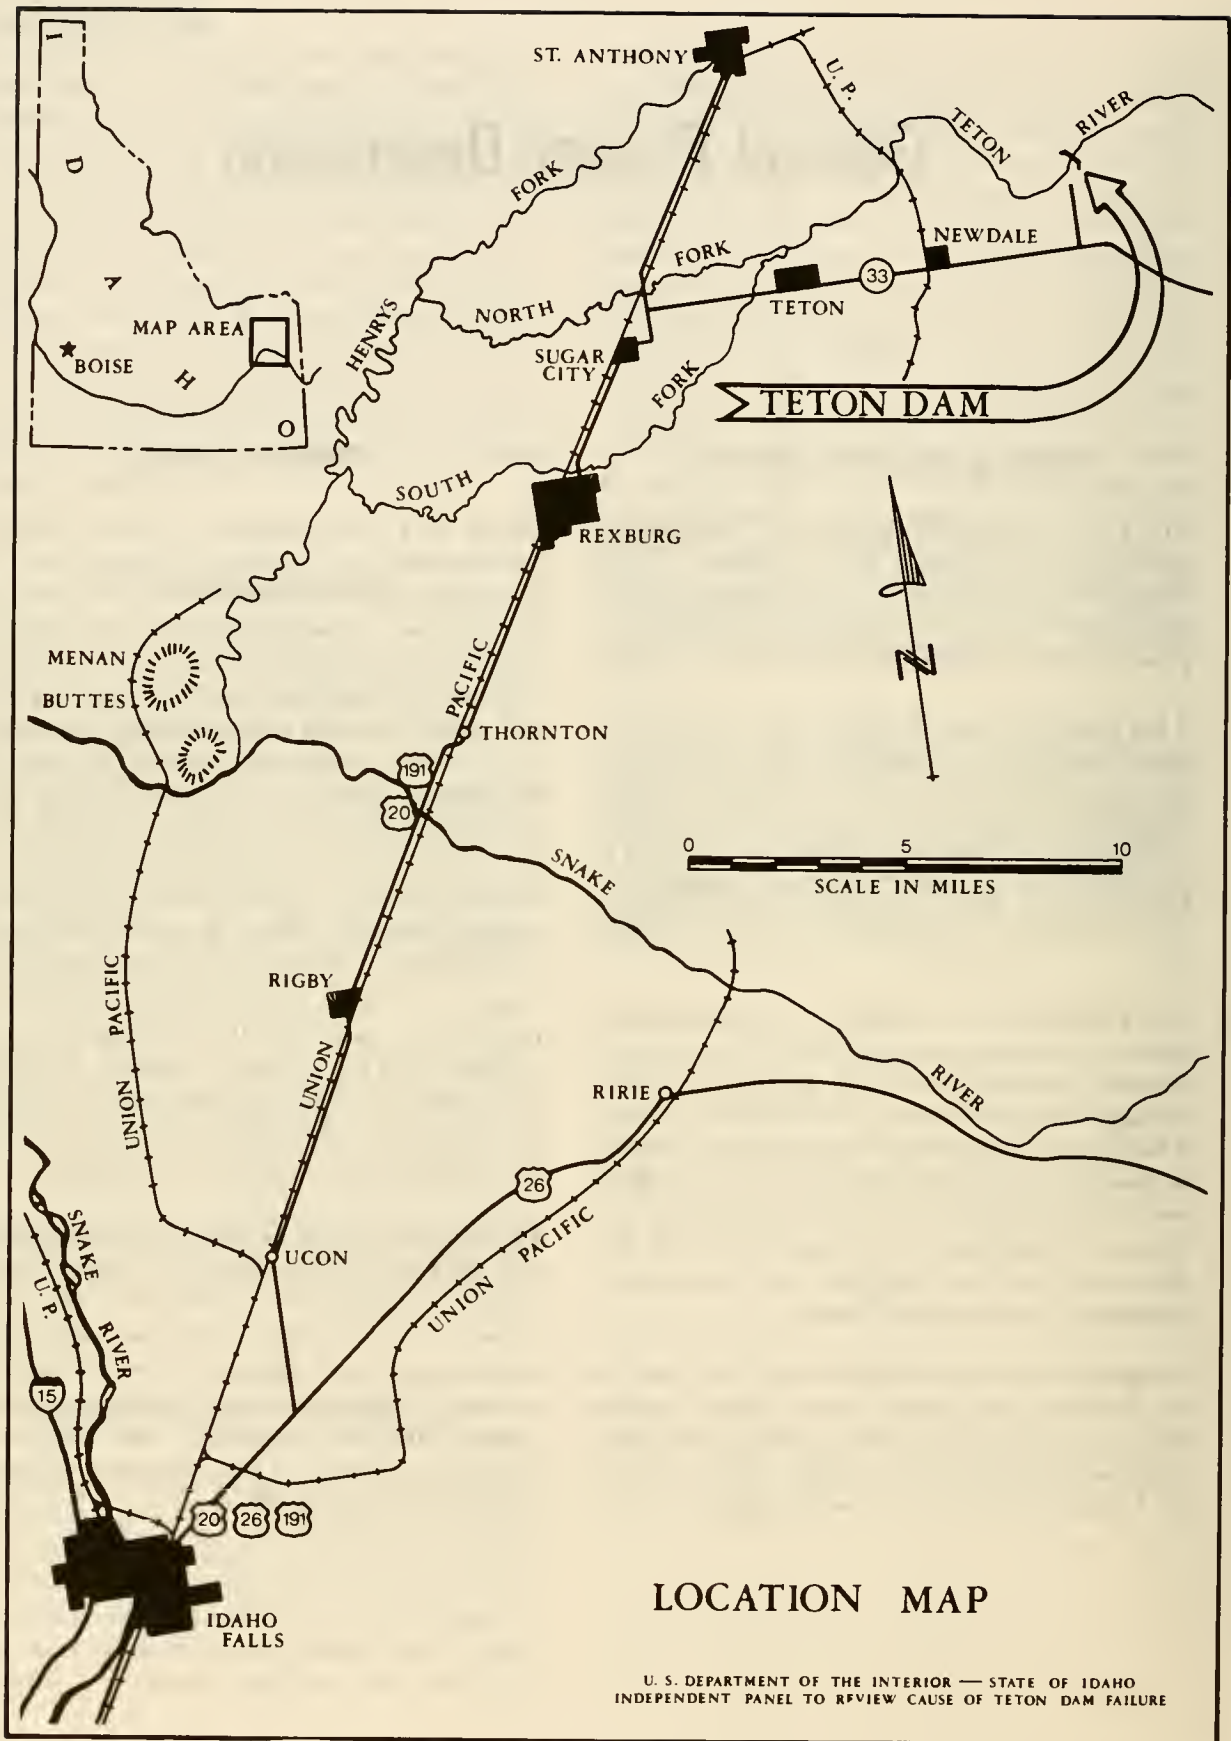 ST. ANTHONY
U. P.
TETON
RIVER
I
D
A
H
O
MAP AREA
BOISE
HENRYS
FORK
NORTH
FORK
NEWDALE
33
TETON
SUGAR
CITY
FORK
TETON DAM
SOUTH
REXBURG
N
MENAN
BUTTES
PACIFIC
THORNTON
191
20
0 5 10
SCALE IN MILES
SNAKE
RIVER
RIGBY
UNION
PACIFIC
UNION
RIRIE
26
UNION PACIFIC
UCON
SNAKE
RIVER
U. P.
15
20 26 191
IDAHO
FALLS
LOCATION MAP
U. S. DEPARTMENT OF THE INTERIOR — STATE OF IDAHO
INDEPENDENT PANEL TO REVIEW CAUSE OF TETON DAM FAILURE